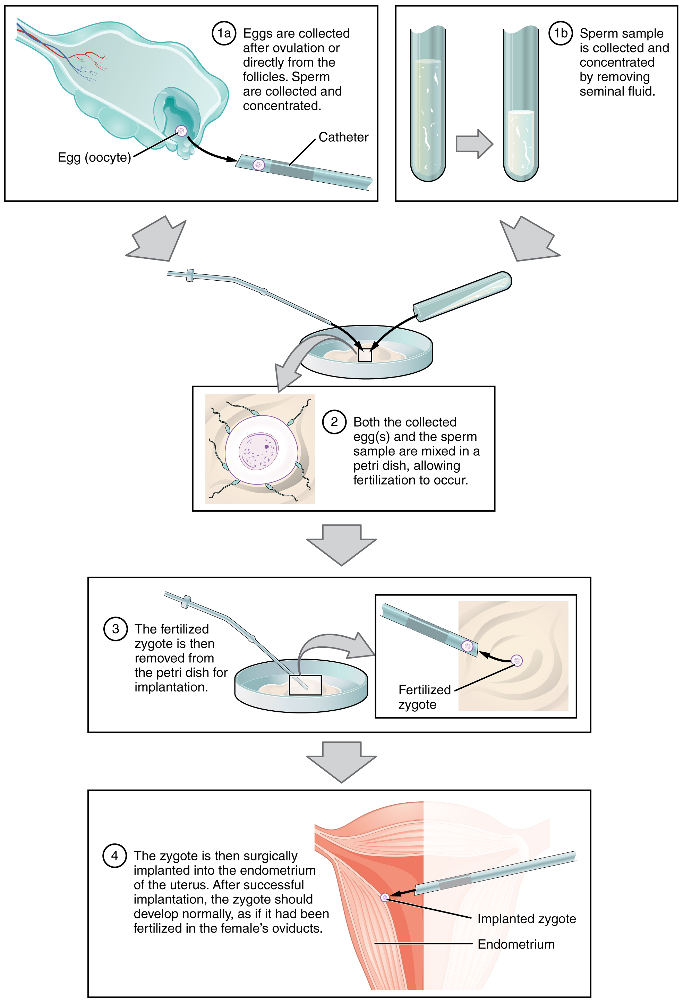 1a
Eggs are collected
after ovulation or
directly from the
follicles. Sperm
are collected and
concentrated.
Egg (oocyte)
Catheter
1b
Sperm sample
is collected and
concentrated
by removing
seminal fluid.
2
Both the collected
egg(s) and the sperm
sample are mixed in a
petri dish, allowing
fertilization to occur.
3
The fertilized
zygote is then
removed from
the petri dish for
implantation.
Fertilized
zygote
4
The zygote is then surgically
implanted into the endometrium
of the uterus. After successful
implantation, the zygote should
develop normally, as if it had been
fertilized in the female’s oviducts.
Implanted zygote
Endometrium